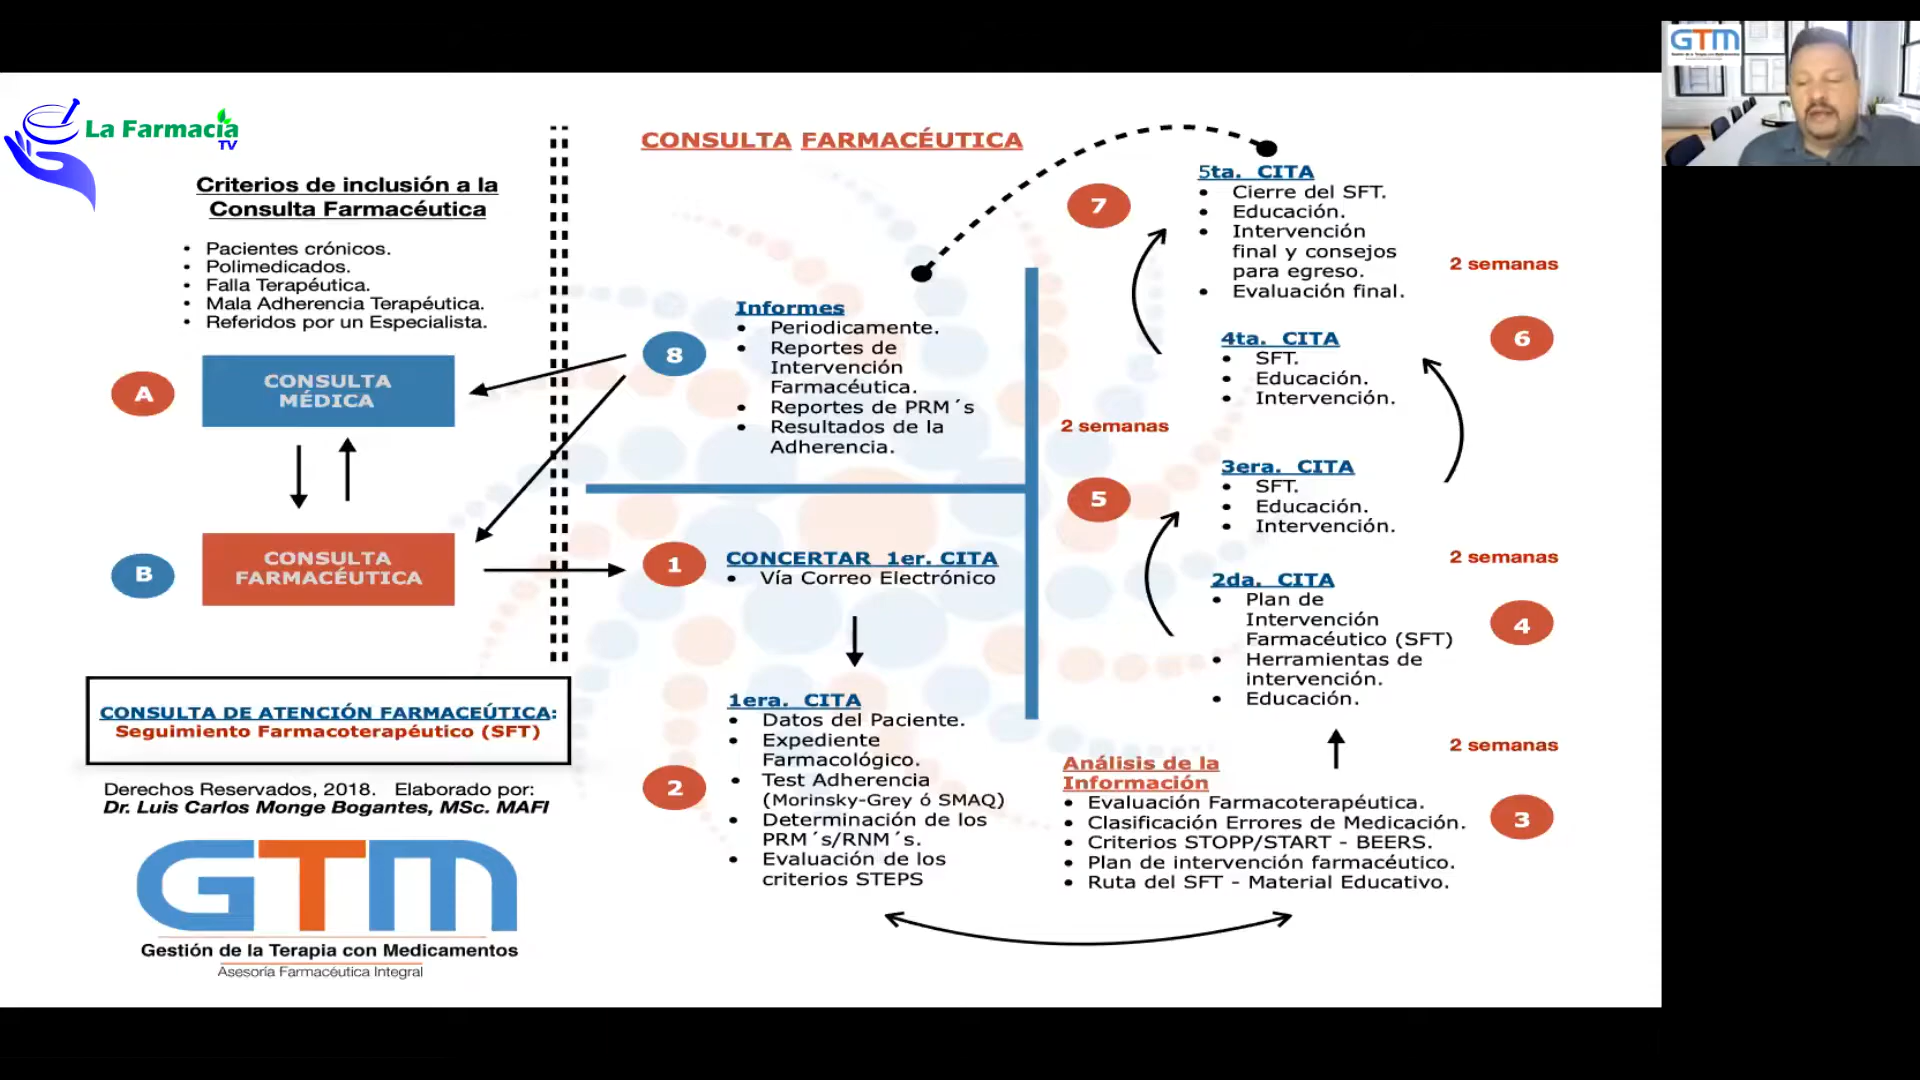 La Farmacia
TV
Criterios de inclusión a la
Consulta Farmacéutica
• Pacientes crónicos.
• Polimedicados.
• Falla Terapéutica.
• Mala Adherencia Terapéutica.
• Referidos por un Especialista.
A
CONSULTA
MÉDICA
B
CONSULTA
FARMACÉUTICA
CONSULTA DE ATENCIÓN FARMACEÚTICA:
Seguimiento Farmacoterapéutico (SFT)
Derechos Reservados, 2018. Elaborado por:
Dr. Luis Carlos Monge Bogantes, MSc. MAFI
GTM
Gestión de la Terapia con Medicamentos
Asesoría Farmacéutica Integral
CONSULTA FARMACÉUTICA
8
Informes
• Periodicamente.
• Reportes de
Intervención
Farmacéutica.
• Reportes de PRM´s
• Resultados de la
Adherencia.
1
CONCERTAR 1er. CITA
• Vía Correo Electrónico
2
1era. CITA
• Datos del Paciente.
• Expediente
Farmacológico.
• Test Adherencia
(Morinsky-Grey ó SMAQ)
• Determinación de los
PRM´s/RNM´s.
• Evaluación de los
criterios STEPS
7
5ta. CITA
• Cierre del SFT.
• Educación.
• Intervención
final y consejos
para egreso.
• Evaluación final.
2 semanas
6
4ta. CITA
• SFT.
• Educación.
• Intervención.
2 semanas
5
3era. CITA
• SFT.
• Educación.
• Intervención.
2 semanas
4
2da. CITA
• Plan de
Intervención
Farmacéutico (SFT)
• Herramientas de
intervención.
• Educación.
2 semanas
3
Análisis de la
Información
• Evaluación Farmacoterapéutica.
• Clasificación Errores de Medicación.
• Criterios STOPP/START - BEERS.
• Plan de intervención farmacéutico.
• Ruta del SFT - Material Educativo.
GTM